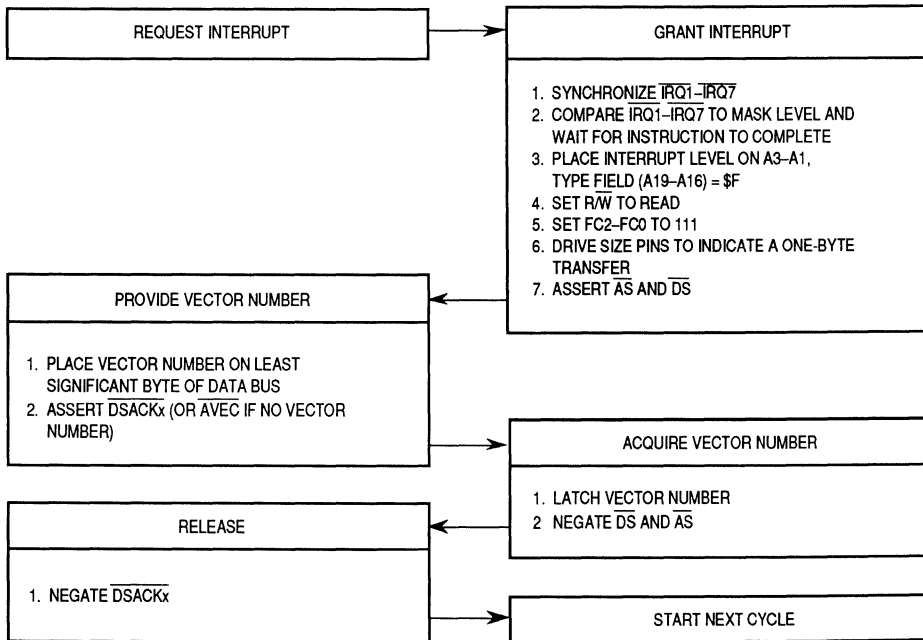 REQUEST INTERRUPT
GRANT INTERRUPT
1. SYNCHRONIZE IRQ1–IRQ7
2. COMPARE IRQ1–IRQ7 TO MASK LEVEL AND
WAIT FOR INSTRUCTION TO COMPLETE
3. PLACE INTERRUPT LEVEL ON A3–A1,
TYPE FIELD (A19–A16) = $F
4. SET R/W TO READ
5. SET FC2–FC0 TO 111
6. DRIVE SIZE PINS TO INDICATE A ONE-BYTE
TRANSFER
7. ASSERT AS AND DS
PROVIDE VECTOR NUMBER
1. PLACE VECTOR NUMBER ON LEAST
SIGNIFICANT BYTE OF DATA BUS
2. ASSERT DSACKx (OR AVEC IF NO VECTOR
NUMBER)
ACQUIRE VECTOR NUMBER
1. LATCH VECTOR NUMBER
2 NEGATE DS AND AS
RELEASE
1. NEGATE DSACKx
START NEXT CYCLE